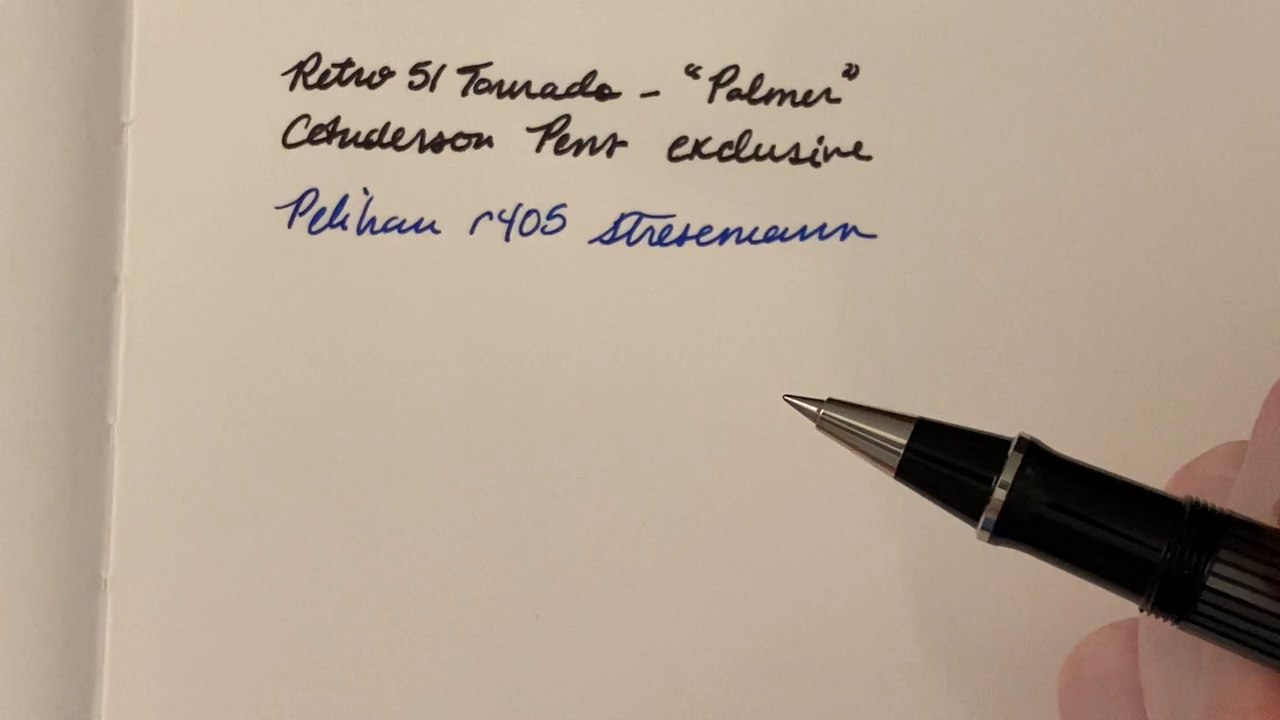 Retro 51 Tornado - "Palmer"
C Anderson Pens exclusive
Pelikan r405 Stresemann